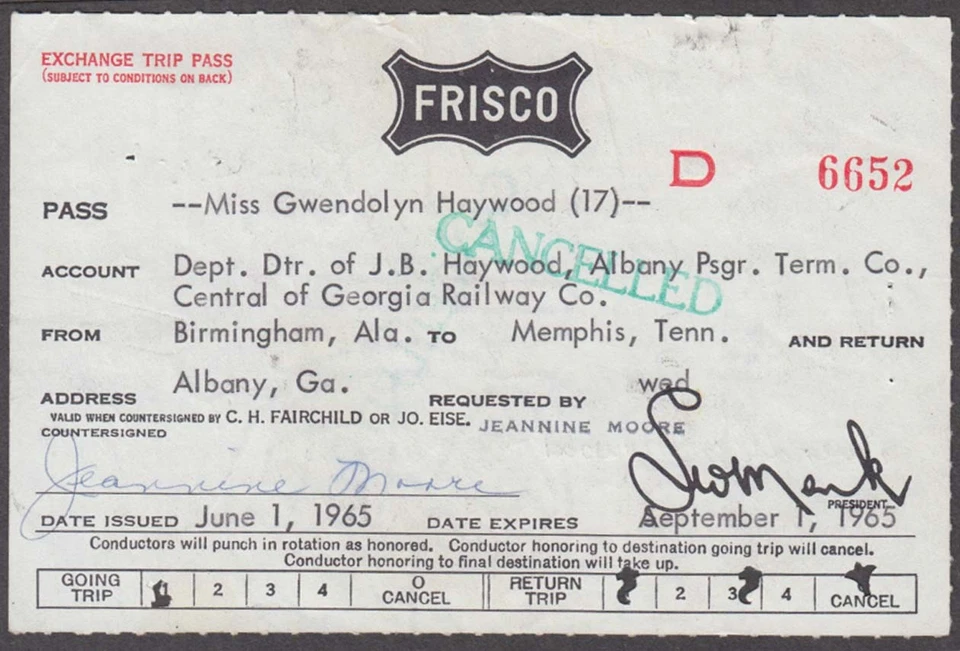 EXCHANGE TRIP PASS
(SUBJECT TO CONDITIONS ON BACK)
FRISCO
D 6652
PASS --Miss Gwendolyn Haywood (17)--
CANCELLED
ACCOUNT Dept. Dtr. of J.B. Haywood, Albany Psgr. Term. Co.,
Central of Georgia Railway Co.
FROM Birmingham, Ala. TO Memphis, Tenn. AND RETURN
ADDRESS Albany, Ga. REQUESTED BY wed
VALID WHEN COUNTERSIGNED BY C. H. FAIRCHILD OR JO. EISE. JEANNINE MOORE
COUNTERSIGNED
Jeannine Moore
PRESIDENT
DATE ISSUED June 1, 1965 DATE EXPIRES September 1, 1965
Conductors will punch in rotation as honored. Conductor honoring to destination going trip will cancel.
Conductor honoring to final destination will take up.
GOING TRIP 1 2 3 4 O CANCEL RETURN TRIP 2 3 4 CANCEL